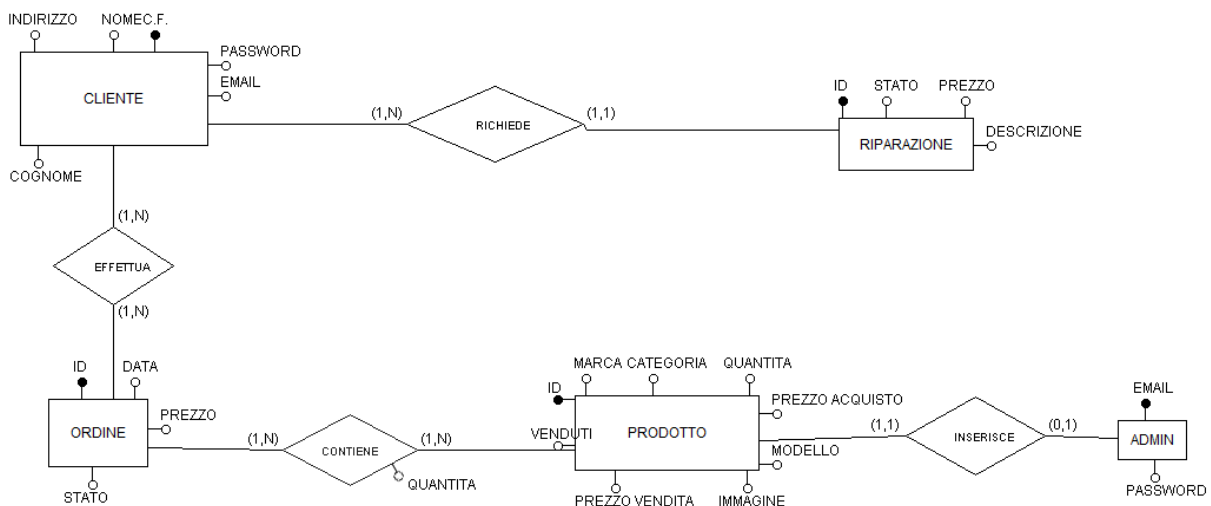 INDIRIZZO NOMEC.F.
PASSWORD
EMAIL
CLIENTE
COGNOME
(1,N) RICHIEDE (1,1)
ID STATO PREZZO
DESCRIZIONE
RIPARAZIONE
(1,N)
EFFETTUA
(1,N)
ID DATA
PREZZO
ORDINE
STATO
(1,N) CONTIENE (1,N)
QUANTITA
MARCA CATEGORIA QUANTITA
ID
PREZZO ACQUISTO
VENDUTI PRODOTTO
MODELLO
PREZZO VENDITA IMMAGINE
(1,1) INSERISCE (0,1)
EMAIL
ADMIN
PASSWORD